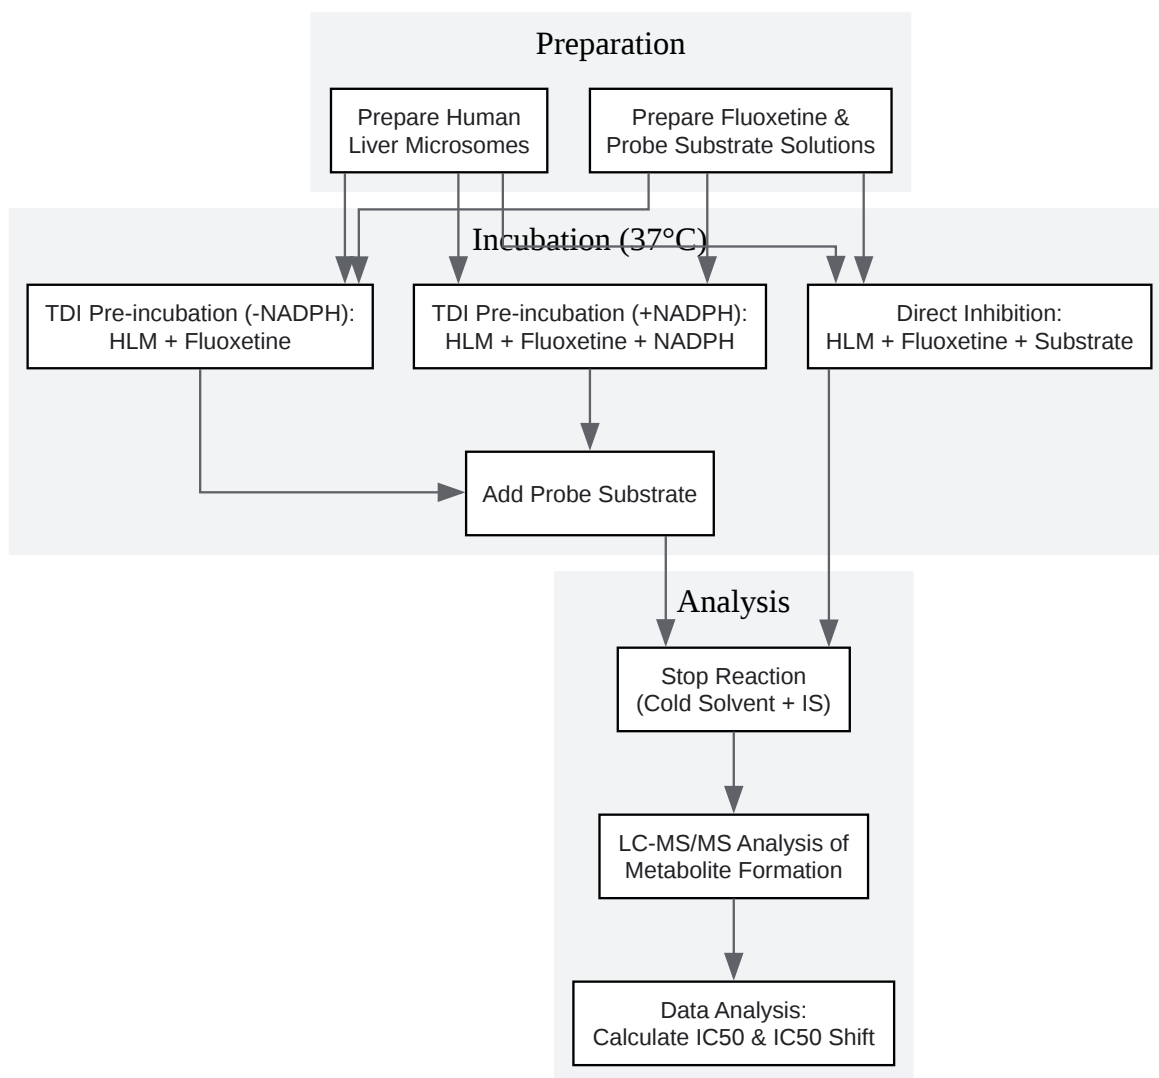 Preparation
Prepare Human
Liver Microsomes
Prepare Fluoxetine &
Probe Substrate Solutions
Incubation (37°C)
TDI Pre-incubation (-NADPH):
HLM + Fluoxetine
TDI Pre-incubation (+NADPH):
HLM + Fluoxetine + NADPH
Direct Inhibition:
HLM + Fluoxetine + Substrate
Add Probe Substrate
Analysis
Stop Reaction
(Cold Solvent + IS)
LC-MS/MS Analysis of
Metabolite Formation
Data Analysis:
Calculate IC50 & IC50 Shift